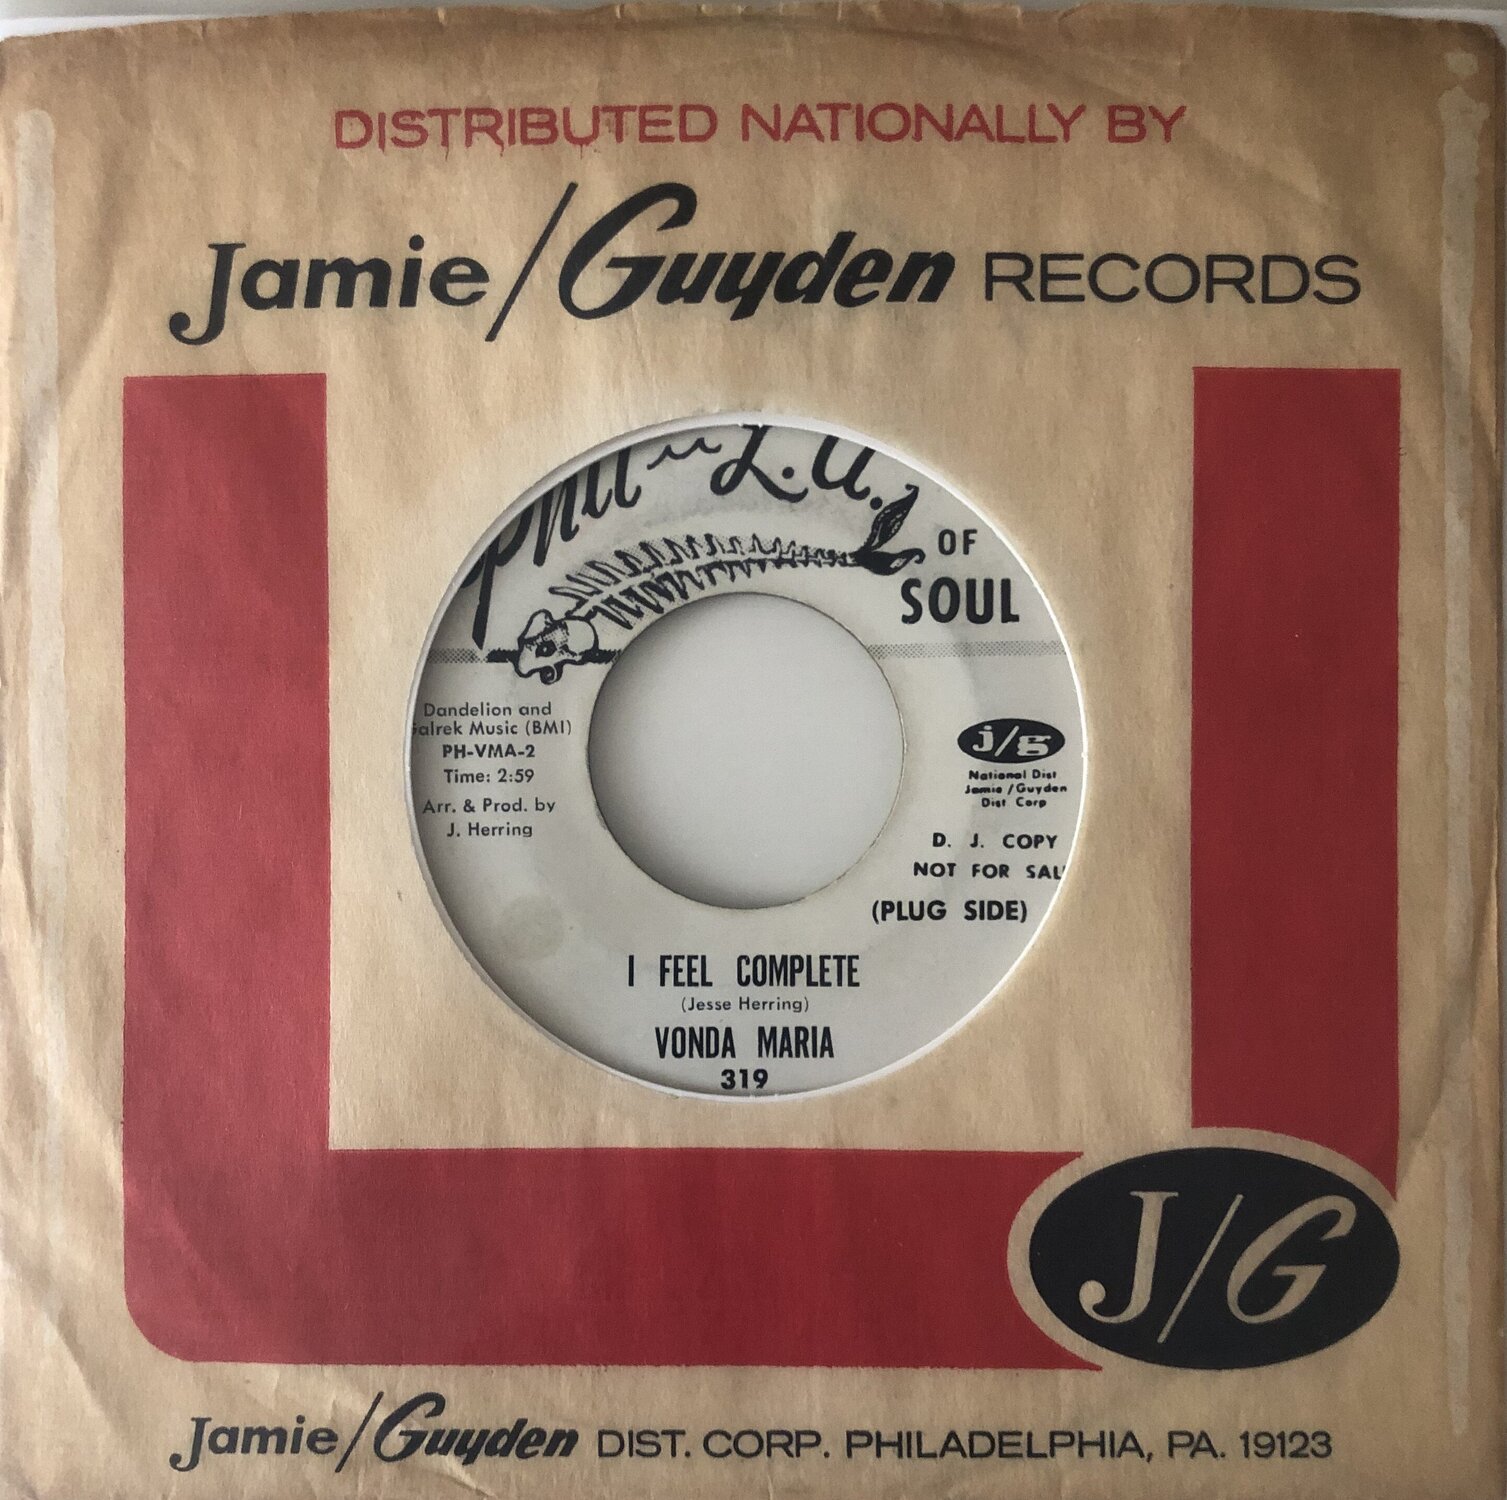 DISTRIBUTED NATIONALLY BY
Jamie/Guyden RECORDS
Phil L.A.
OF
SOUL
Dandelion and
Music (BMI)
PH-VMA-2
Time: 2:59
Arr. & Prod. by
J. Herring
j/g
National Dist
Jamie/Guyden
Dist Corp
D. J. COPY
NOT FOR SAL
(PLUG SIDE)
I FEEL COMPLETE
(Jesse Herring)
VONDA MARIA
319
J/G
Jamie/Guyden DIST. CORP. PHILADELPHIA, PA. 19123